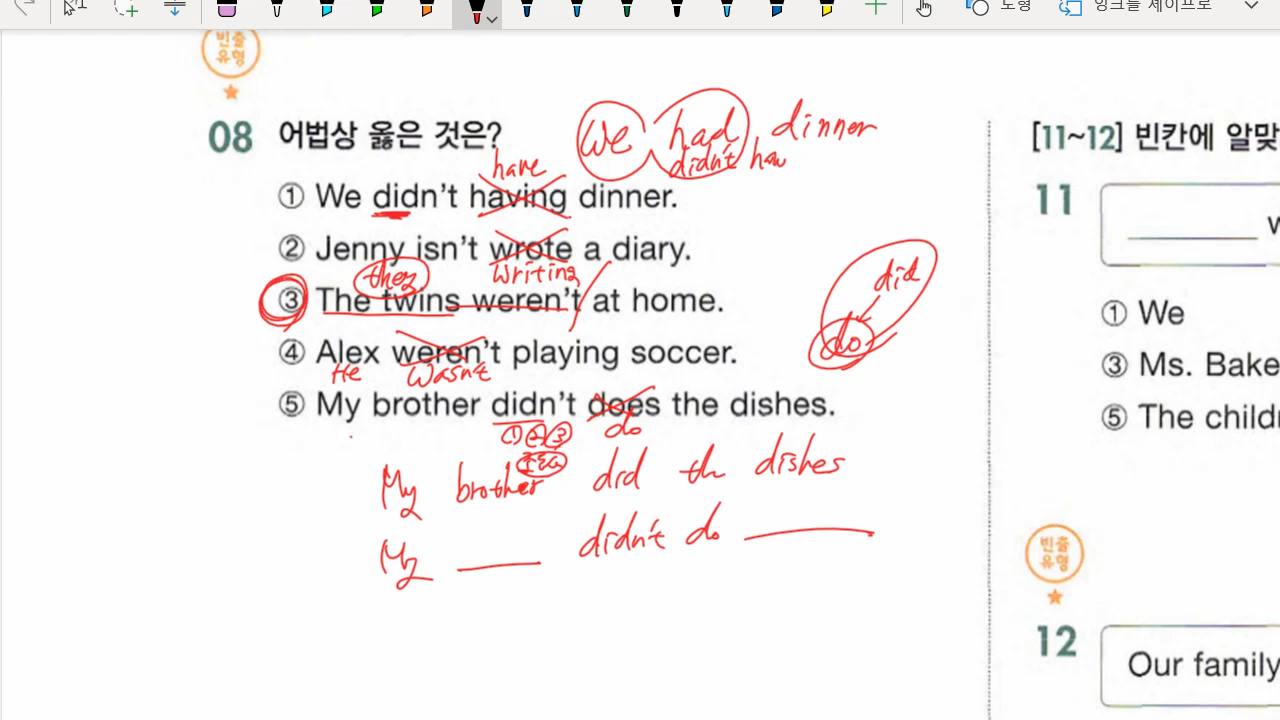 도형
잉크를 셰이프로
빈출
유형
08 어법상 옳은 것은?
We had dinner
didn't hav
have
① We didn't having dinner.
② Jenny isn't wrote a diary.
they writing
did
③ The twins weren't at home.
do
④ Alex weren't playing soccer.
He wasn't
⑤ My brother didn't does the dishes.
①②③ do
My brother did the dishes
My didn't do
[11~12] 빈칸에 알맞
11
① We
③ Ms. Bake
⑤ The child
빈출
유형
12
Our family